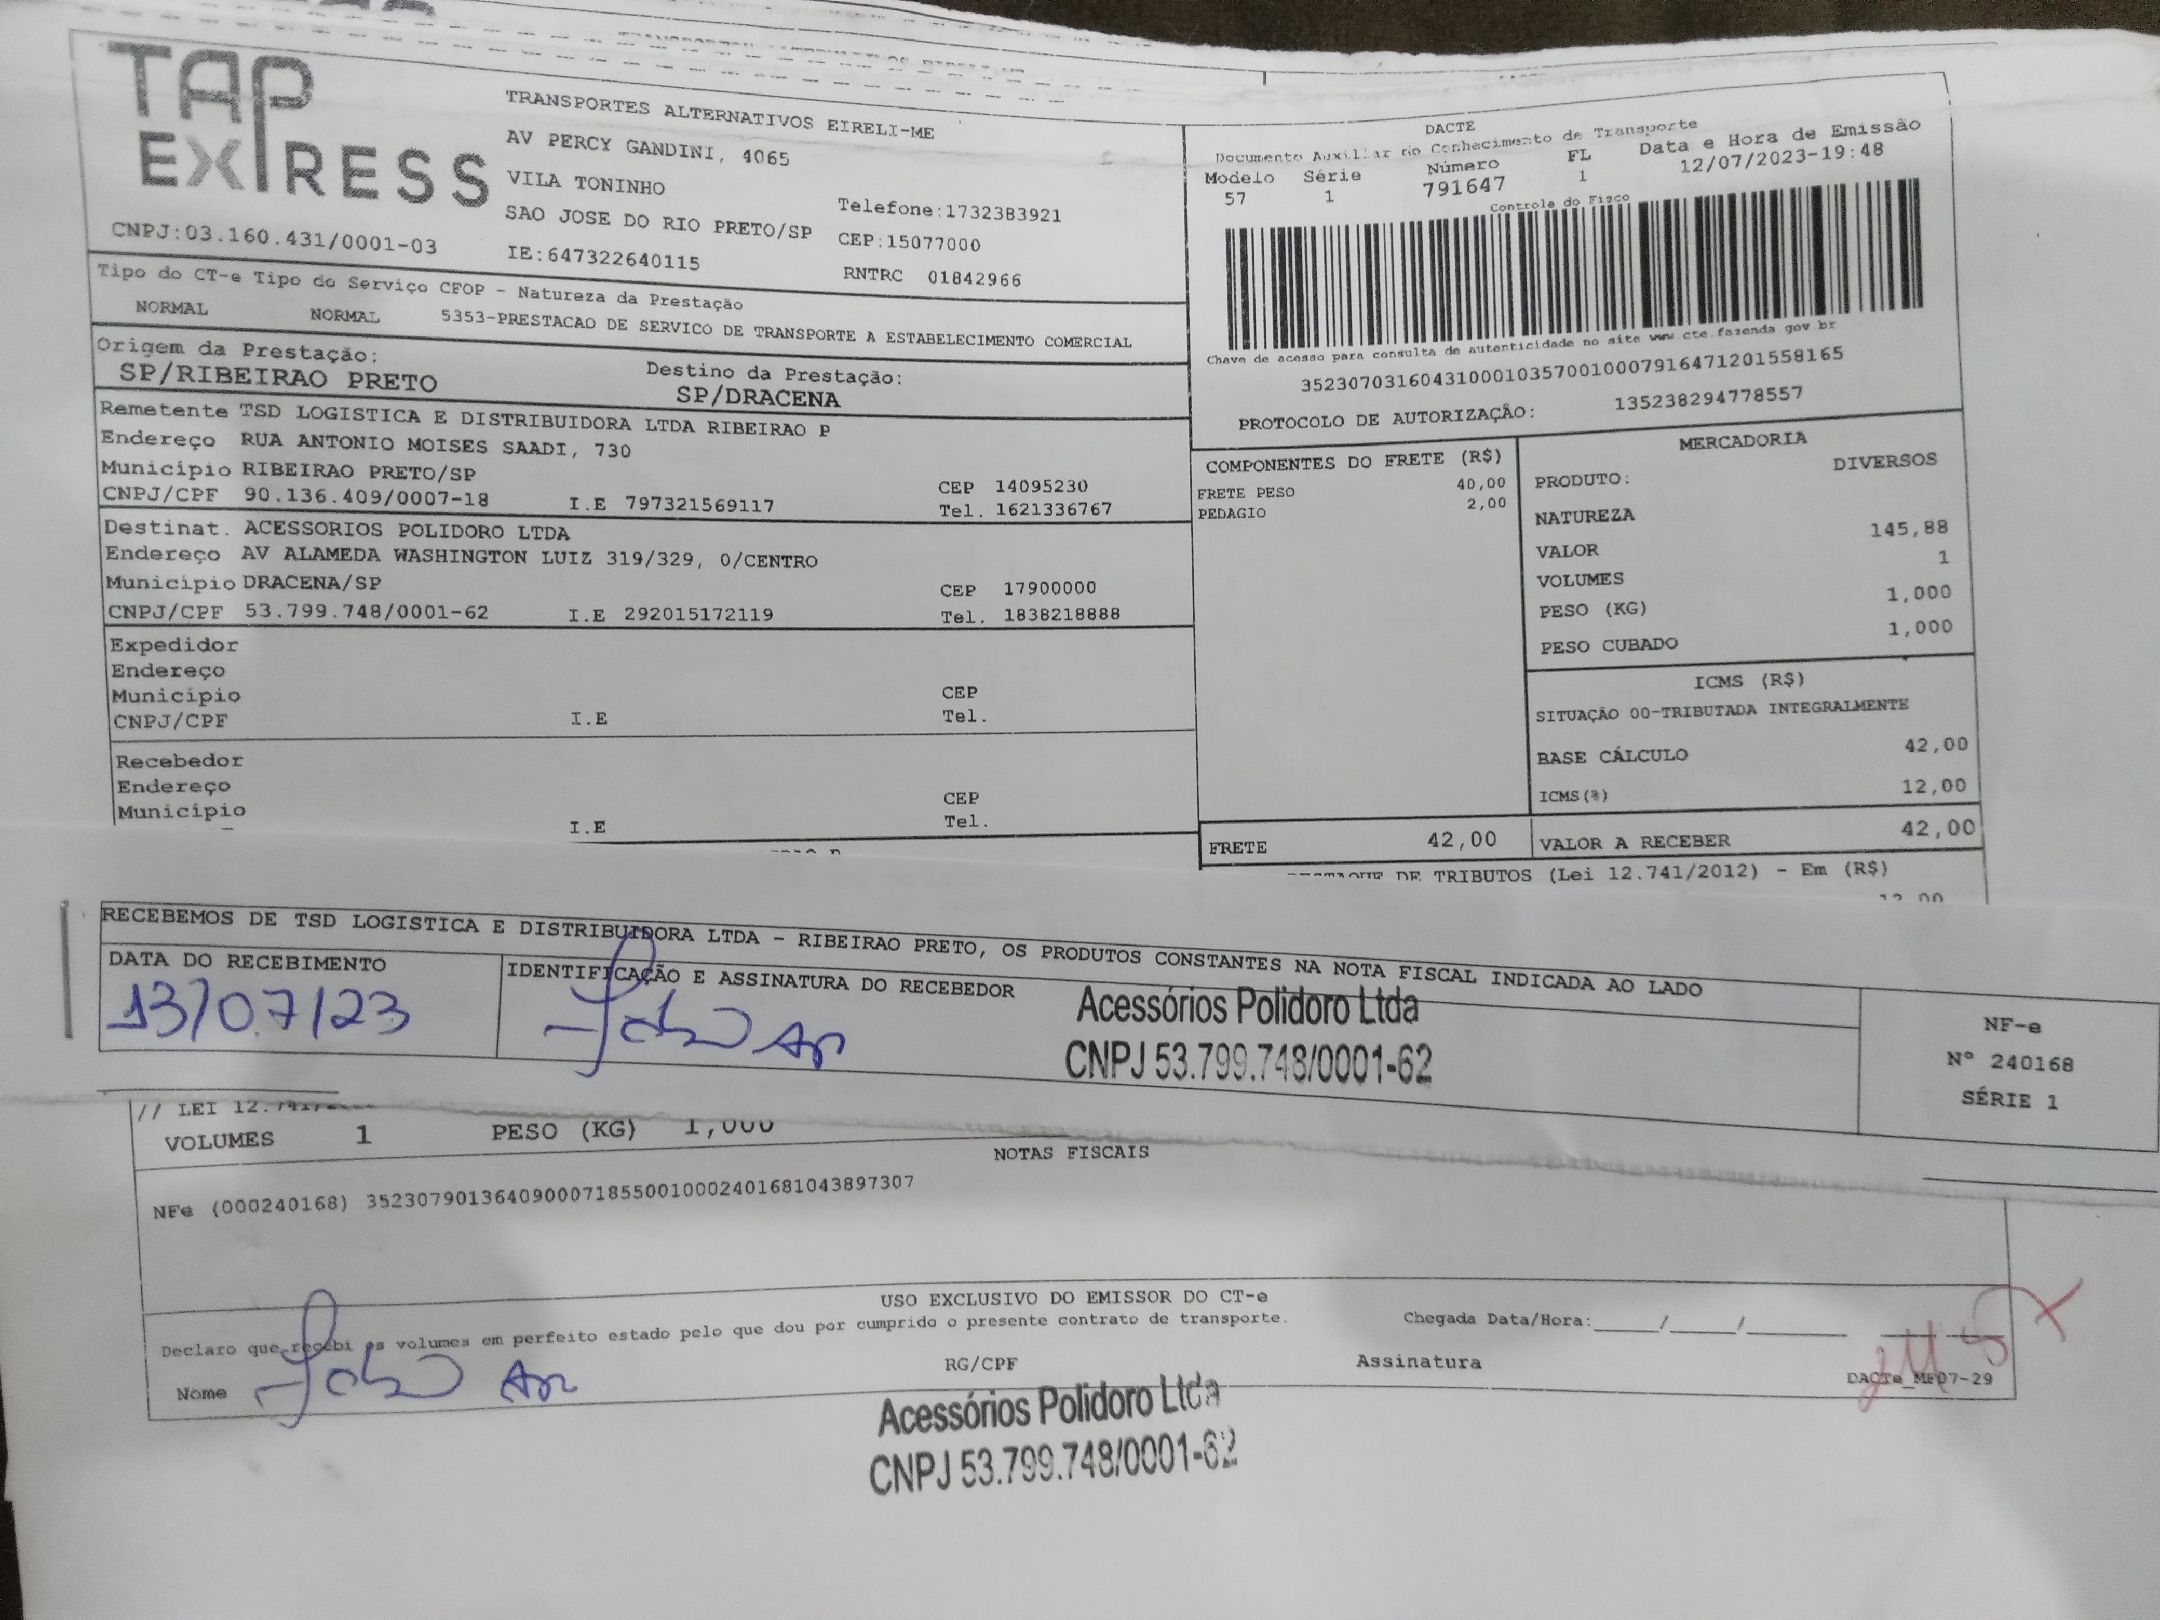 TAP
EXPRESS
CNPJ:03.160.431/0001-03
TRANSPORTES ALTERNATIVOS EIRELI-ME
AV PERCY GANDINI, 4065
VILA TONINHO
SAO JOSE DO RIO PRETO/SP
IE:647322640115
Telefone:1732383921
CEP:15077000
RNTRC 01842966
DACTE
Documento Auxiliar do Conhecimento de Transporte
Modelo Série Número FL Data e Hora de Emissão
57 1 791647 1 12/07/2023-19:48
Controle do Fisco
Chave de acesso para consulta de autenticidade no site www.cte.fazenda.gov.br
35230703160431000103570010007916471201558165
PROTOCOLO DE AUTORIZAÇÃO: 135238294778557
Tipo do CT-e Tipo do Serviço CFOP - Natureza da Prestação
NORMAL NORMAL 5353-PRESTACAO DE SERVICO DE TRANSPORTE A ESTABELECIMENTO COMERCIAL
Origem da Prestação: Destino da Prestação:
SP/RIBEIRAO PRETO SP/DRACENA
Remetente TSD LOGISTICA E DISTRIBUIDORA LTDA RIBEIRAO P
Endereço RUA ANTONIO MOISES SAADI, 730
Município RIBEIRAO PRETO/SP CEP 14095230
CNPJ/CPF 90.136.409/0007-18 I.E 797321569117 Tel. 1621336767
Destinat. ACESSORIOS POLIDORO LTDA
Endereço AV ALAMEDA WASHINGTON LUIZ 319/329, 0/CENTRO
Município DRACENA/SP CEP 17900000
CNPJ/CPF 53.799.748/0001-62 I.E 292015172119 Tel. 1838218888
Expedidor
Endereço
Município CEP
CNPJ/CPF I.E Tel.
Recebedor
Endereço
Município CEP
I.E Tel.
COMPONENTES DO FRETE (R$)
FRETE PESO 40,00
PEDAGIO 2,00
MERCADORIA
PRODUTO: DIVERSOS
NATUREZA
VALOR 145,88
VOLUMES 1
PESO (KG) 1,000
PESO CUBADO 1,000
ICMS (R$)
SITUAÇÃO 00-TRIBUTADA INTEGRALMENTE
BASE CÁLCULO 42,00
ICMS(%) 12,00
FRETE 42,00 VALOR A RECEBER 42,00
DE TRIBUTOS (Lei 12.741/2012) - Em (R$)
RECEBEMOS DE TSD LOGISTICA E DISTRIBUIDORA LTDA - RIBEIRAO PRETO, OS PRODUTOS CONSTANTES NA NOTA FISCAL INDICADA AO LADO
DATA DO RECEBIMENTO IDENTIFICAÇÃO E ASSINATURA DO RECEBEDOR
13/07/23
Acessórios Polidoro Ltda
CNPJ 53.799.748/0001-62
NF-e
Nº 240168
SÉRIE 1
// LEI
VOLUMES 1 PESO (KG) 1,000
NOTAS FISCAIS
NFe (000240168) 35230790136409000718550010002401681043897307
USO EXCLUSIVO DO EMISSOR DO CT-e
Declaro que recebi os volumes em perfeito estado pelo que dou por cumprido o presente contrato de transporte. Chegada Data/Hora:_____/_____/_______
Nome RG/CPF Assinatura
DACTe_MF07-29
Acessórios Polidoro Ltda
CNPJ 53.799.748/0001-62